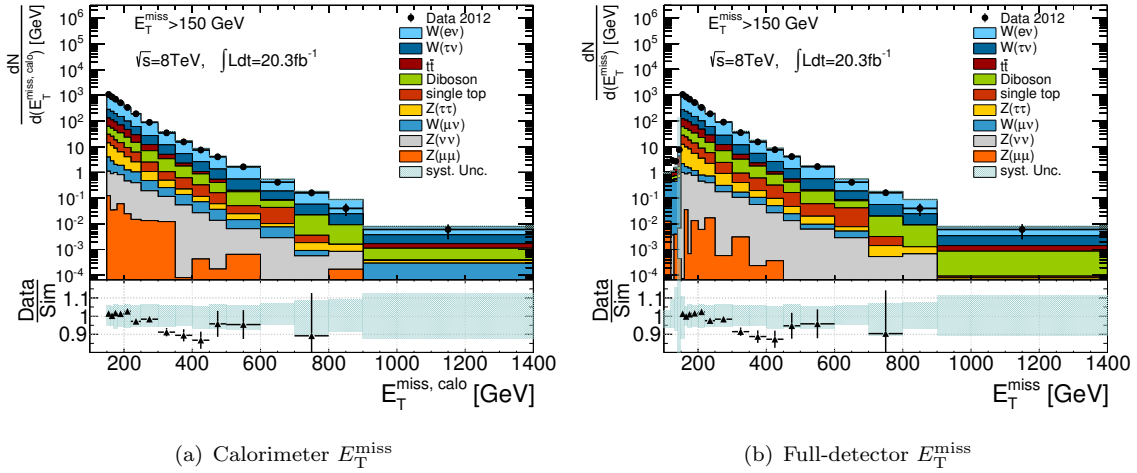 dN / d(E_T^miss, calo) [GeV]
10^6
10^5
10^4
10^3
10^2
10
1
10^-1
10^-2
10^-3
10^-4
E_T^miss>150 GeV
√s=8TeV, ∫Ldt=20.3fb^-1
Data 2012
W(eν)
W(τν)
tt̄
Diboson
single top
Z(ττ)
W(μν)
Z(νν)
Z(μμ)
syst. Unc.
Data / Sim
1.1
1
0.9
200 400 600 800 1000 1200 1400
E_T^miss, calo [GeV]
(a) Calorimeter E_T^miss
dN / d(E_T^miss) [GeV]
10^6
10^5
10^4
10^3
10^2
10
1
10^-1
10^-2
10^-3
10^-4
E_T^miss>150 GeV
√s=8TeV, ∫Ldt=20.3fb^-1
Data 2012
W(eν)
W(τν)
tt̄
Diboson
single top
Z(ττ)
W(μν)
Z(νν)
Z(μμ)
syst. Unc.
Data / Sim
1.1
1
0.9
200 400 600 800 1000 1200 1400
E_T^miss [GeV]
(b) Full-detector E_T^miss